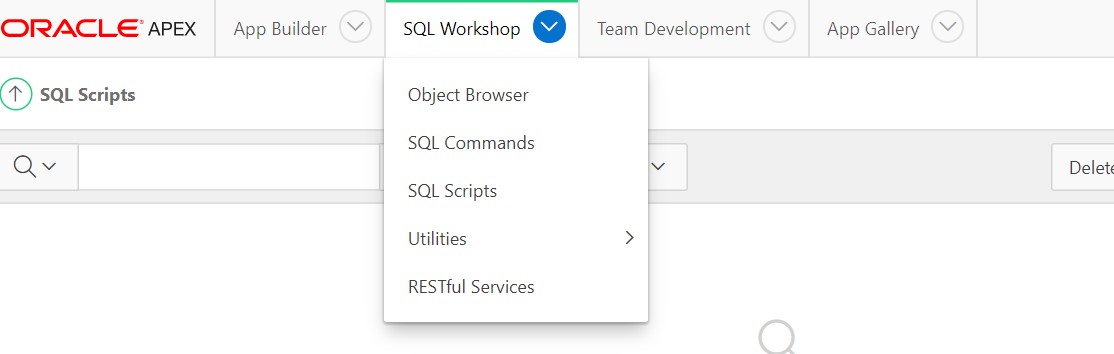 ORACLE APEX App Builder SQL Workshop Team Development App Gallery
SQL Scripts
Object Browser
SQL Commands
SQL Scripts
Utilities
RESTful Services
Delete